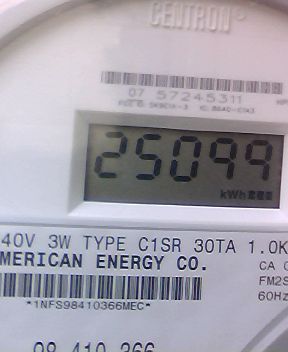 CENTRON®
07 57245311
25099
kWh
40V 3W TYPE C1SR 30TA 1.0K
MERICAN ENERGY CO.
CA
FM2S
60Hz
*1NFS98410366MEC*
98 410 366